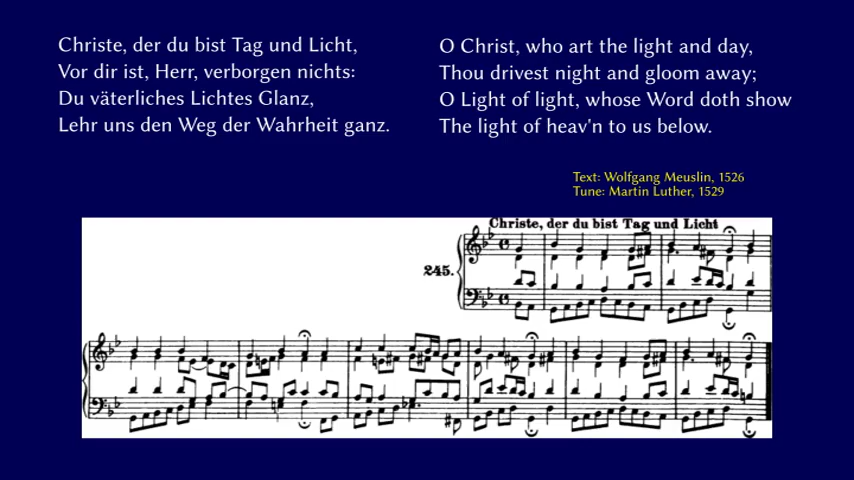 Christe, der du bist Tag und Licht,
Vor dir ist, Herr, verborgen nichts:
Du väterliches Lichtes Glanz,
Lehr uns den Weg der Wahrheit ganz.
O Christ, who art the light and day,
Thou drivest night and gloom away;
O Light of light, whose Word doth show
The light of heav'n to us below.
Text: Wolfgang Meuslin, 1526
Tune: Martin Luther, 1529
Christe, der du bist Tag und Licht
245.